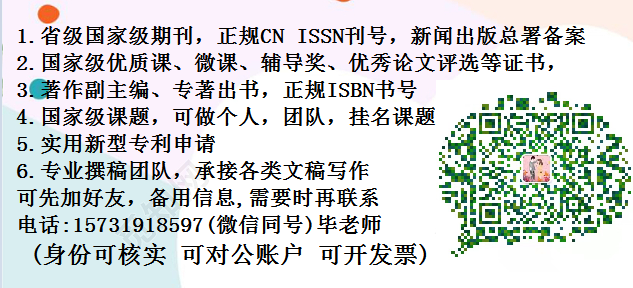 1.省级国家级期刊，正规CN ISSN刊号，新闻出版总署备案
2.国家级优质课、微课、辅导奖、优秀论文评选等证书，
3.著作副主编、专著出书，正规ISBN书号
4.国家级课题，可做个人，团队，挂名课题
5.实用新型专利申请
6.专业撰稿团队，承接各类文稿写作
可先加好友，备用信息,需要时再联系
电话:15731918597(微信同号)毕老师
(身份可核实 可对公账户 可开发票)